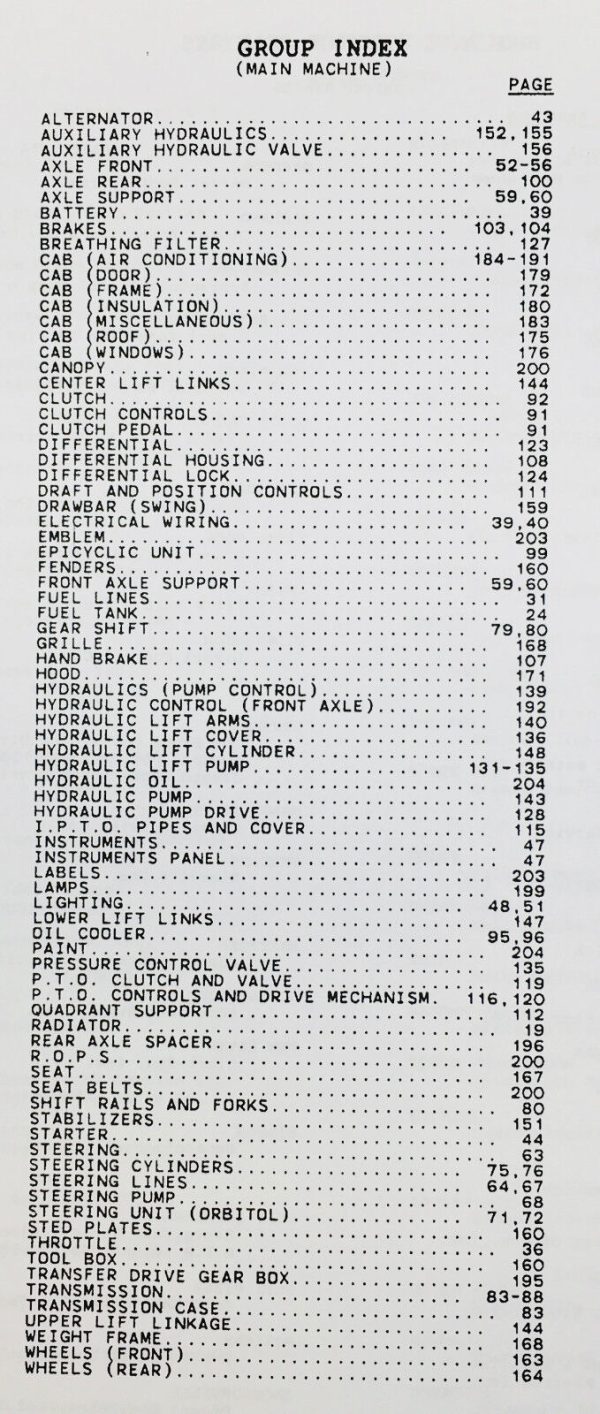 GROUP INDEX
(MAIN MACHINE)
PAGE
ALTERNATOR................................ 43
AUXILIARY HYDRAULICS................ 152,155
AUXILIARY HYDRAULIC VALVE............... 156
AXLE FRONT............................ 52-56
AXLE REAR............................... 100
AXLE SUPPORT.......................... 59,60
BATTERY................................... 39
BRAKES.............................. 103,104
BREATHING FILTER........................ 127
CAB (AIR CONDITIONING).............. 184-191
CAB (DOOR).............................. 179
CAB (FRAME)............................. 172
CAB (INSULATION)........................ 180
CAB (MISCELLANEOUS)..................... 183
CAB (ROOF).............................. 175
CAB (WINDOWS)........................... 176
CANOPY.................................. 200
CENTER LIFT LINKS....................... 144
CLUTCH.................................... 92
CLUTCH CONTROLS........................... 91
CLUTCH PEDAL.............................. 91
DIFFERENTIAL............................ 123
DIFFERENTIAL HOUSING.................... 108
DIFFERENTIAL LOCK....................... 124
DRAFT AND POSITION CONTROLS............. 111
DRAWBAR (SWING)......................... 159
ELECTRICAL WIRING..................... 39,40
EMBLEM.................................. 203
EPICYCLIC UNIT............................ 99
FENDERS................................. 160
FRONT AXLE SUPPORT.................... 59,60
FUEL LINES................................ 31
FUEL TANK................................. 24
GEAR SHIFT............................ 79,80
GRILLE.................................. 168
HAND BRAKE.............................. 107
HOOD.................................... 171
HYDRAULICS (PUMP CONTROL)............... 139
HYDRAULIC CONTROL (FRONT AXLE).......... 192
HYDRAULIC LIFT ARMS..................... 140
HYDRAULIC LIFT COVER.................... 136
HYDRAULIC LIFT CYLINDER................. 148
HYDRAULIC LIFT PUMP................. 131-135
HYDRAULIC OIL........................... 204
HYDRAULIC PUMP.......................... 143
HYDRAULIC PUMP DRIVE.................... 128
I.P.T.O. PIPES AND COVER................ 115
INSTRUMENTS............................... 47
INSTRUMENTS PANEL......................... 47
LABELS.................................. 203
LAMPS................................... 199
LIGHTING.............................. 48,51
LOWER LIFT LINKS........................ 147
OIL COOLER............................ 95,96
PAINT................................... 204
PRESSURE CONTROL VALVE.................. 135
P.T.O. CLUTCH AND VALVE................. 119
P.T.O. CONTROLS AND DRIVE MECHANISM. 116,120
QUADRANT SUPPORT........................ 112
RADIATOR.................................. 19
REAR AXLE SPACER........................ 196
R.O.P.S................................. 200
SEAT.................................... 167
SEAT BELTS.............................. 200
SHIFT RAILS AND FORKS..................... 80
STABILIZERS............................. 151
STARTER................................... 44
STEERING.................................. 63
STEERING CYLINDERS.................... 75,76
STEERING LINES........................ 64,67
STEERING PUMP............................. 68
STEERING UNIT (ORBITOL)............... 71,72
STED PLATES............................. 160
THROTTLE.................................. 36
TOOL BOX................................ 160
TRANSFER DRIVE GEAR BOX................. 195
TRANSMISSION.......................... 83-88
TRANSMISSION CASE......................... 83
UPPER LIFT LINKAGE...................... 144
WEIGHT FRAME............................ 168
WHEELS (FRONT).......................... 163
WHEELS (REAR)........................... 164